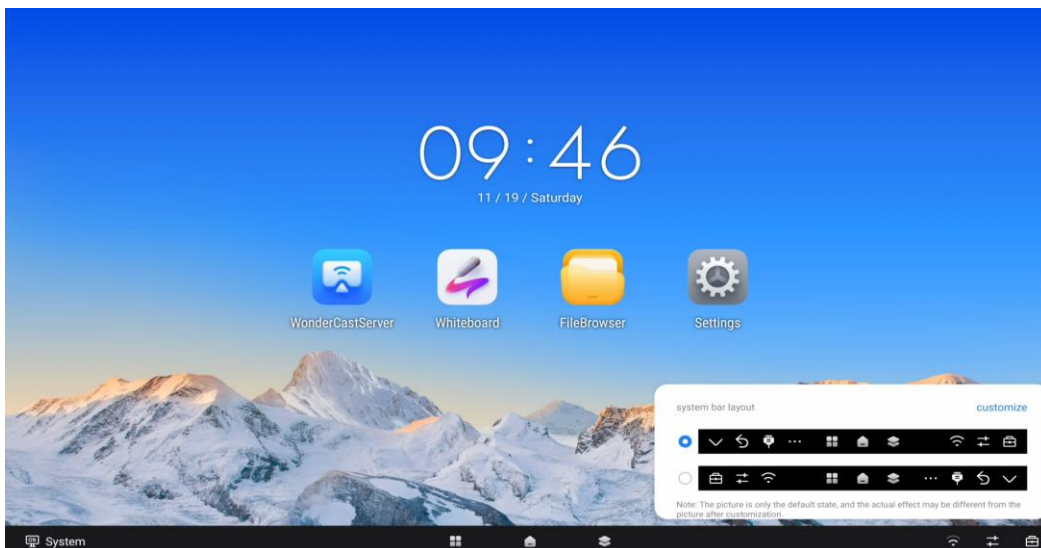 09:46
11 / 19 / Saturday
WonderCastServer
Whiteboard
FileBrowser
Settings
system bar layout
customize
Note: The picture is only the default state, and the actual effect may be different from the
picture after customization.
OS System